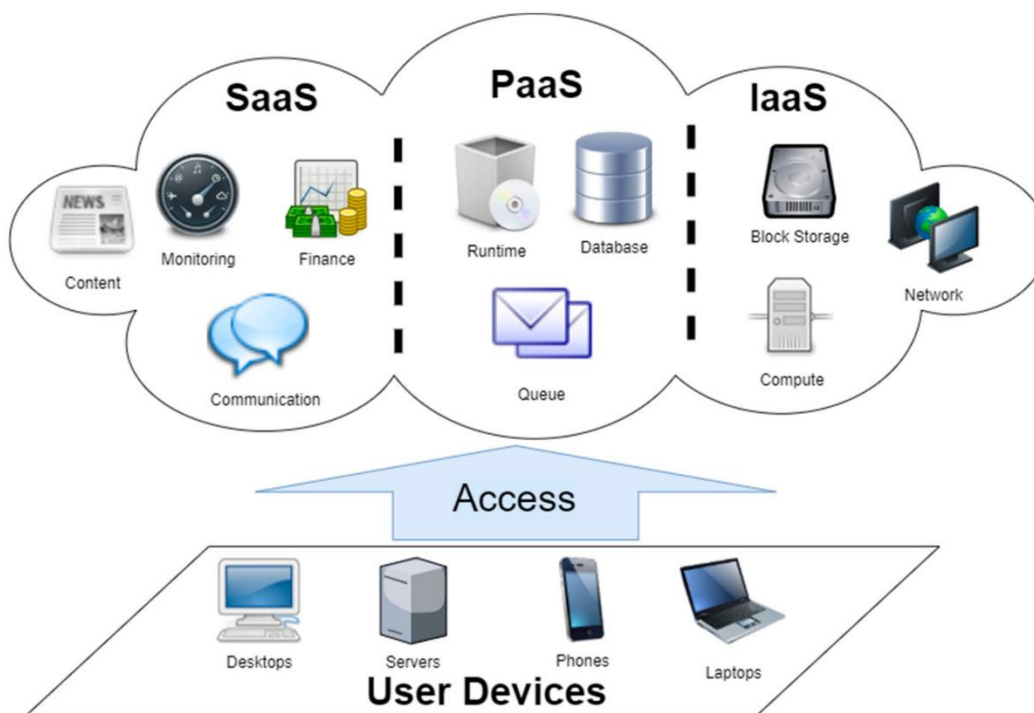 SaaS
PaaS
IaaS
NEWS
Content
Monitoring
Finance
Communication
Runtime
Database
Queue
Block Storage
Network
Compute
Access
Desktops
Servers
Phones
Laptops
User Devices